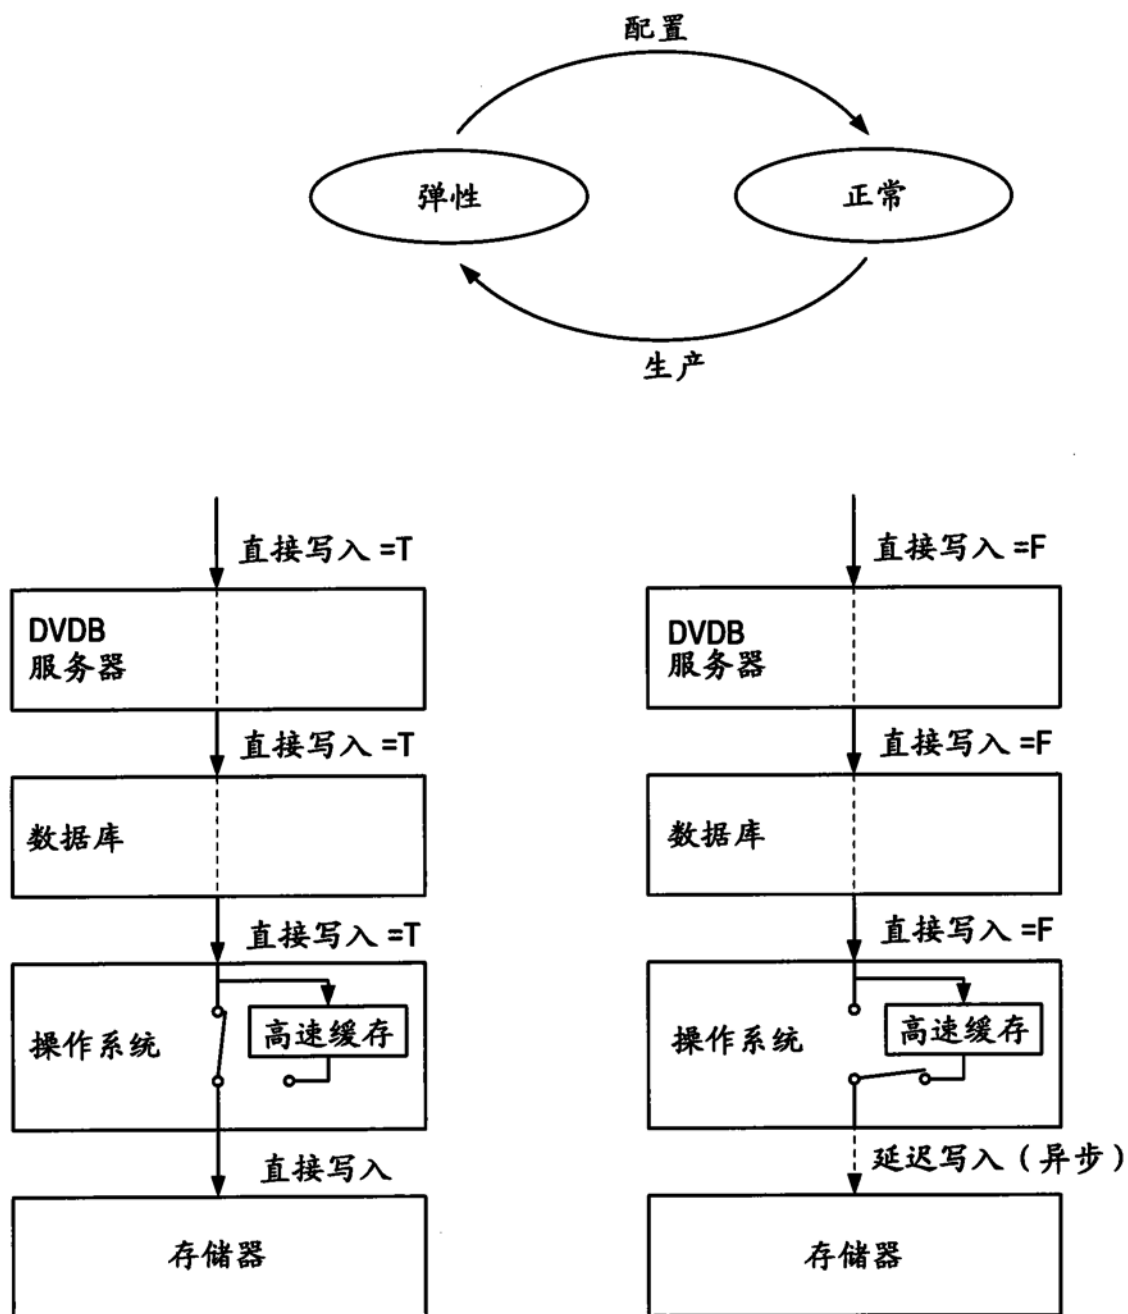 配置
弹性
正常
生产
直接写入 =T
DVDB
服务器
直接写入 =T
数据库
直接写入 =T
操作系统
高速缓存
直接写入
存储器
直接写入 =F
DVDB
服务器
直接写入 =F
数据库
直接写入 =F
操作系统
高速缓存
延迟写入（异步）
存储器